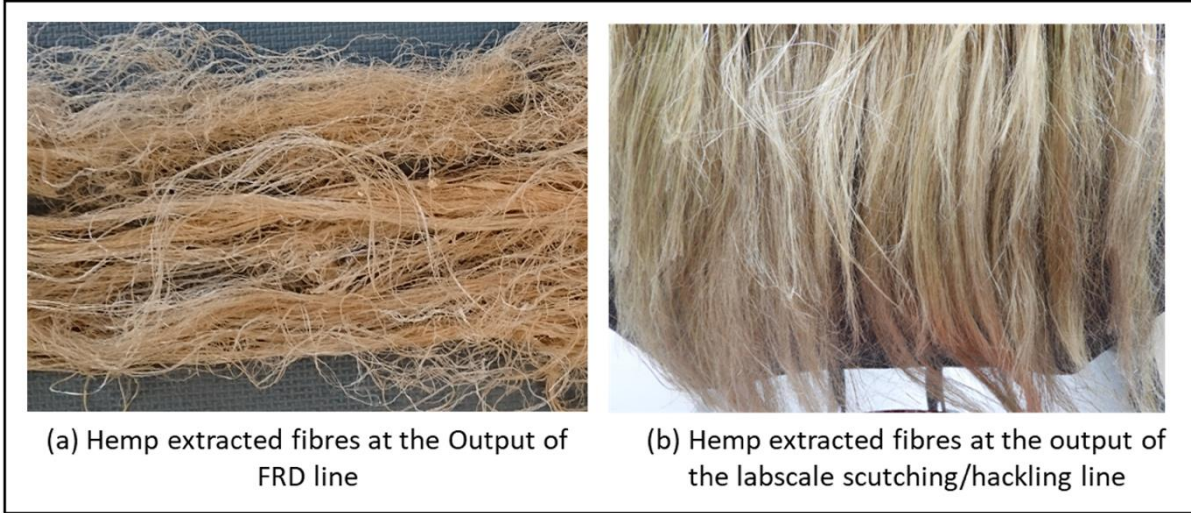 (a) Hemp extracted fibres at the Output of
FRD line
(b) Hemp extracted fibres at the output of
the labscale scutching/hackling line